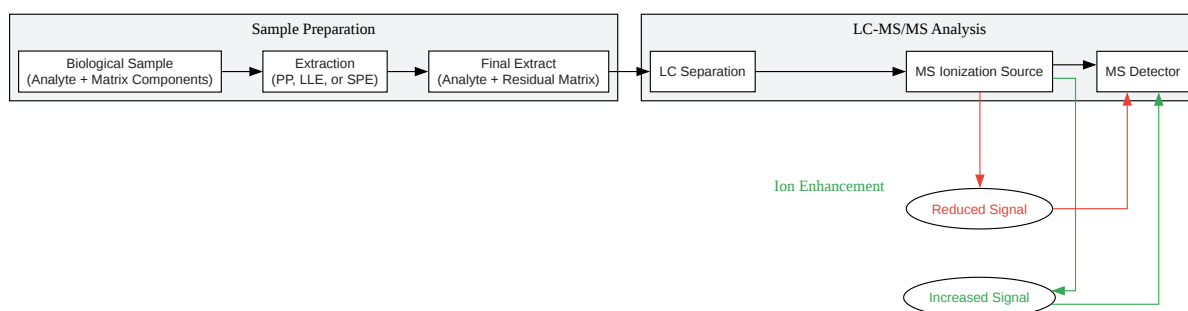 Sample Preparation
LC-MS/MS Analysis
Biological Sample
(Analyte + Matrix Components)
Extraction
(PP, LLE, or SPE)
Final Extract
(Analyte + Residual Matrix)
LC Separation
MS Ionization Source
MS Detector
Ion Enhancement
Reduced Signal
Increased Signal